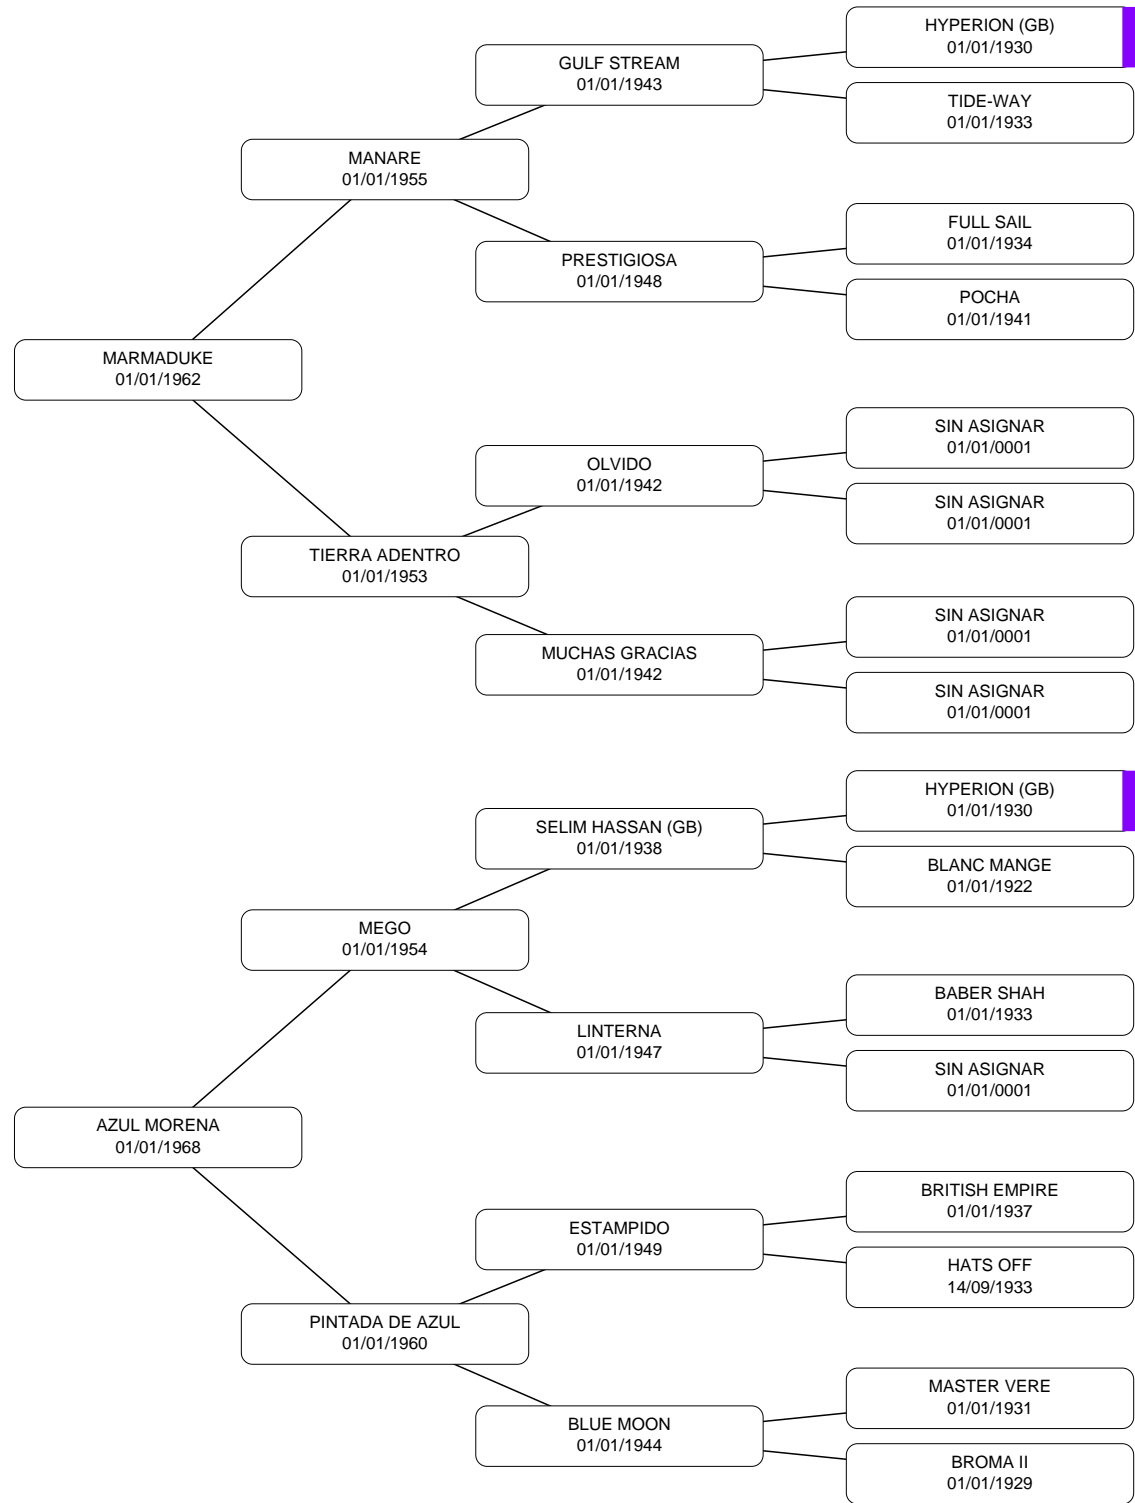 HYPERION (GB)
01/01/1930
GULF STREAM
01/01/1943
TIDE-WAY
01/01/1933
MANARE
01/01/1955
FULL SAIL
01/01/1934
PRESTIGIOSA
01/01/1948
POCHA
01/01/1941
MARMADUKE
01/01/1962
SIN ASIGNAR
01/01/0001
OLVIDO
01/01/1942
SIN ASIGNAR
01/01/0001
TIERRA ADENTRO
01/01/1953
SIN ASIGNAR
01/01/0001
MUCHAS GRACIAS
01/01/1942
SIN ASIGNAR
01/01/0001
HYPERION (GB)
01/01/1930
SELIM HASSAN (GB)
01/01/1938
BLANC MANGE
01/01/1922
MEGO
01/01/1954
BABER SHAH
01/01/1933
LINTERNA
01/01/1947
SIN ASIGNAR
01/01/0001
AZUL MORENA
01/01/1968
BRITISH EMPIRE
01/01/1937
ESTAMPIDO
01/01/1949
HATS OFF
14/09/1933
PINTADA DE AZUL
01/01/1960
MASTER VERE
01/01/1931
BLUE MOON
01/01/1944
BROMA II
01/01/1929